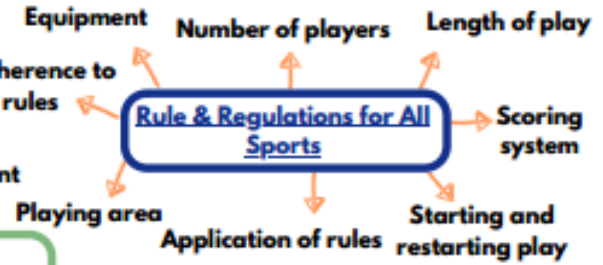 Equipment
Number of players
Length of play
herence to
rules
Rule & Regulations for All
Sports
Scoring
system
nt
Playing area
Application of rules
Starting and
restarting play